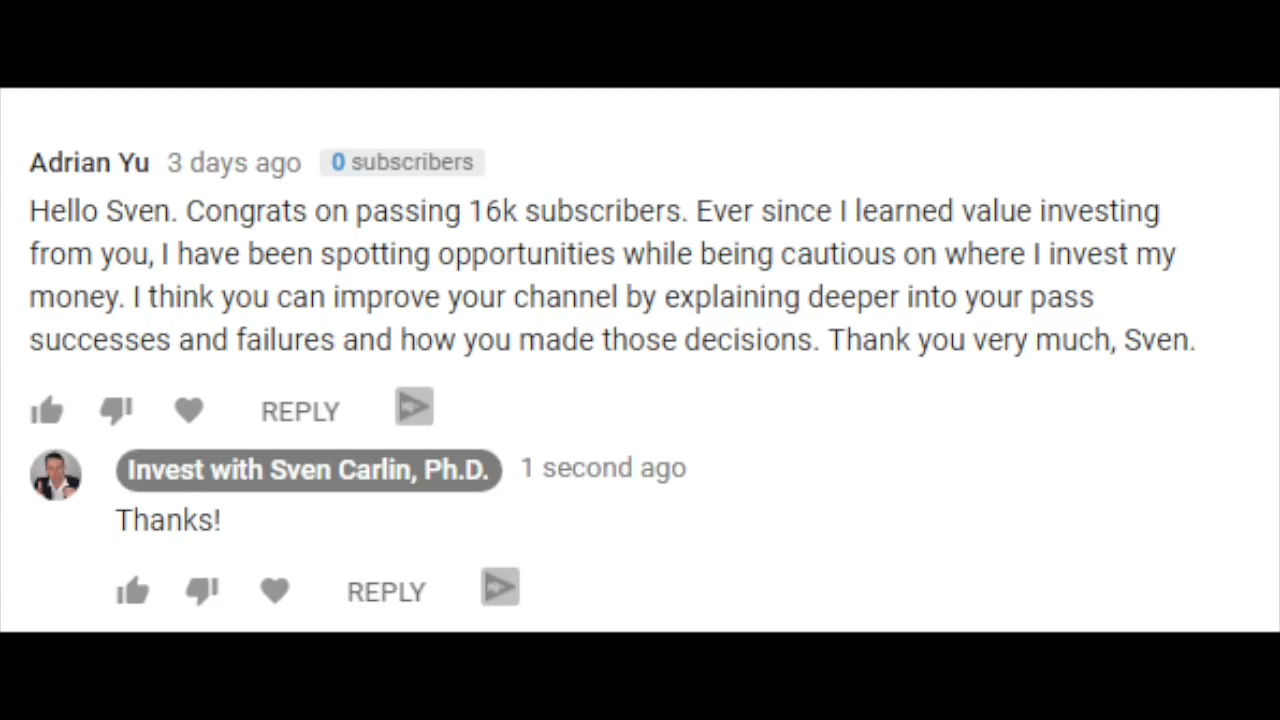 Adrian Yu 3 days ago 0 subscribers
Hello Sven. Congrats on passing 16k subscribers. Ever since I learned value investing
from you, I have been spotting opportunities while being cautious on where I invest my
money. I think you can improve your channel by explaining deeper into your pass
successes and failures and how you made those decisions. Thank you very much, Sven.
REPLY
Invest with Sven Carlin, Ph.D. 1 second ago
Thanks!
REPLY